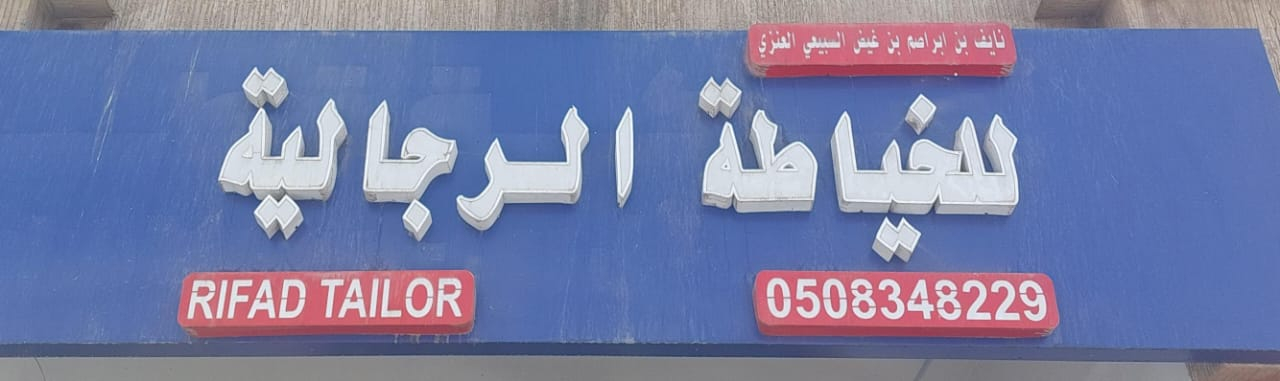 نايف بن ابراهيم بن غيض السبيعي العنزي
للخياطة الرجالية
RIFAD TAILOR
0508348229